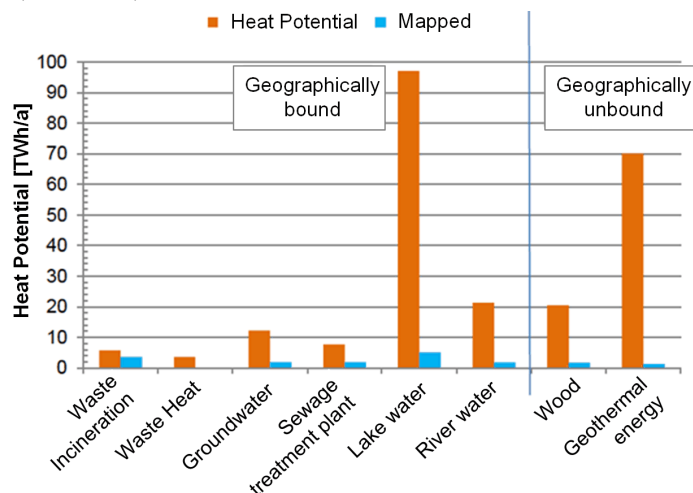 Heat Potential Mapped
Geographically
bound
Geographically
unbound
Heat Potential [TWh/a]
100
90
80
70
60
50
40
30
20
10
0
Waste
Incineration
Waste Heat
Groundwater
Sewage
treatment plant
Lake water
River water
Wood
Geothermal
energy